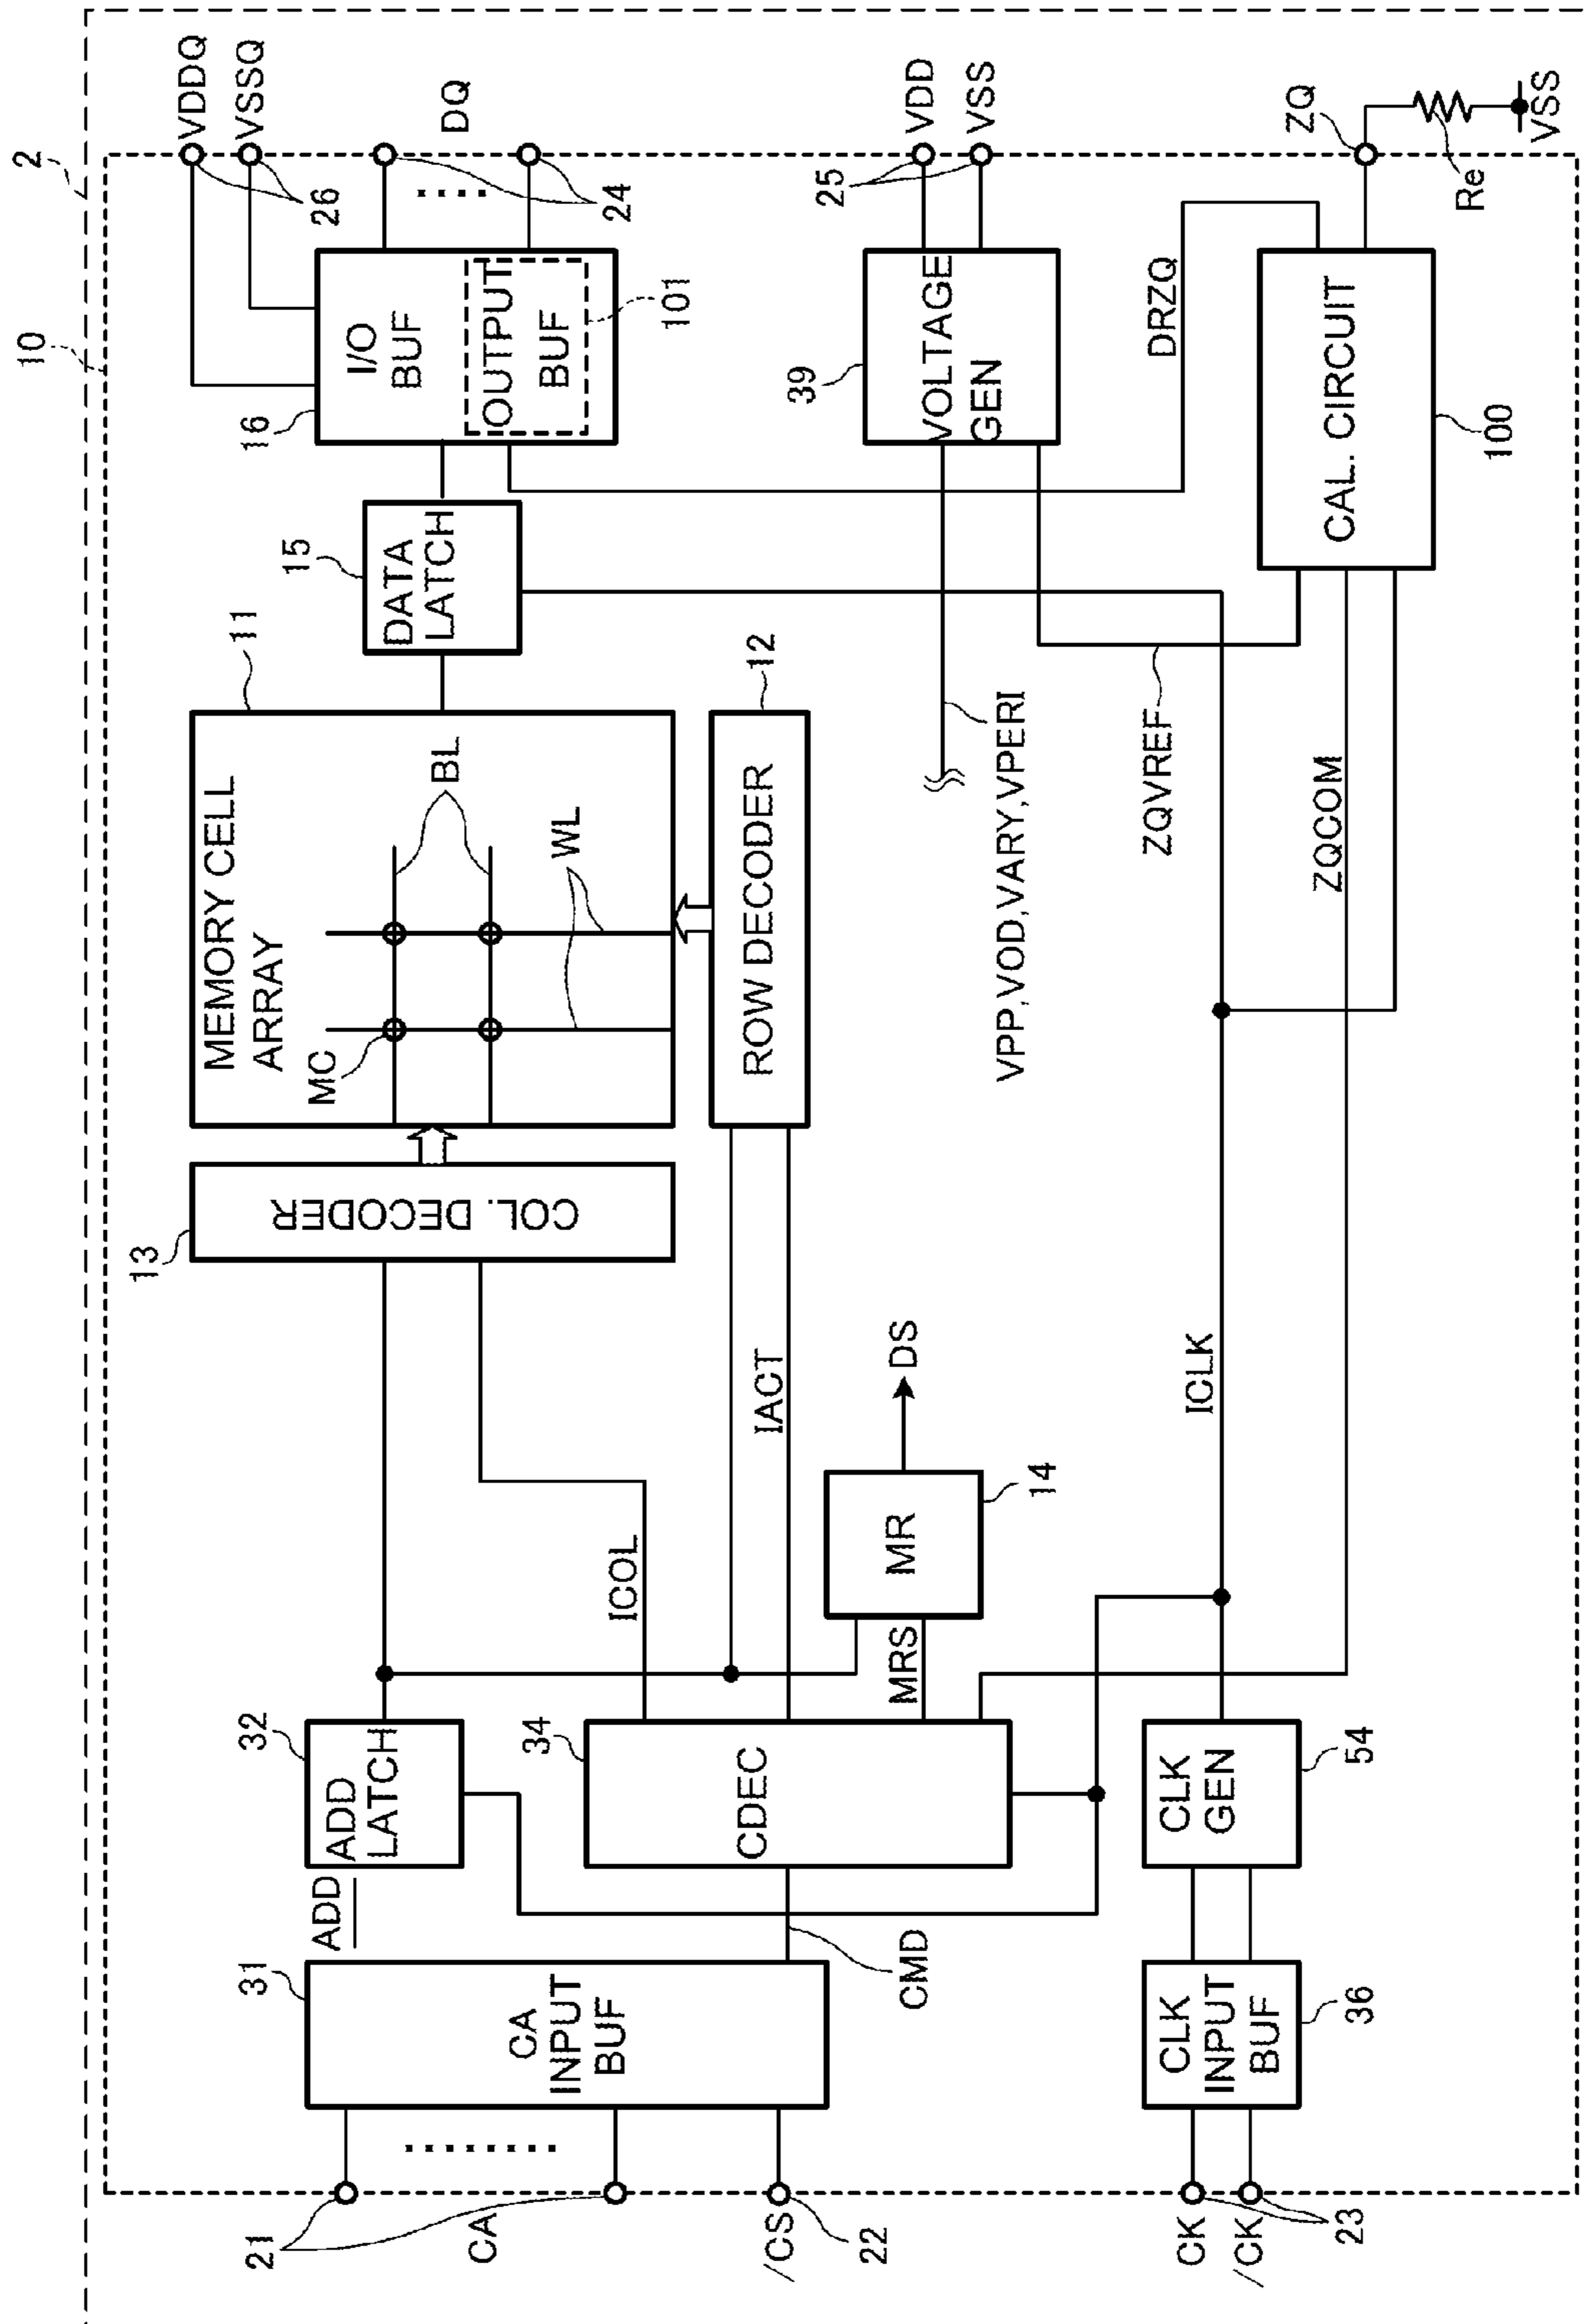 2
10
VDDQ
VSSQ
26
DQ
24
16
I/O
BUF
OUTPUT
BUF
101
15
DATA
LATCH
11
MEMORY CELL
ARRAY
BL
WL
MC
12
ROW DECODER
13
COL. DECODER
VDD
VSS
25
39
VOLTAGE
GEN
VPP,VOD,VARY,VPERI
DRZQ
ZQVREF
ZQCOM
ZQ
Re
VSS
CAL. CIRCUIT
100
ICOL
IACT
DS
MR
14
MRS
ICLK
32
ADD
LATCH
ADD
34
CDEC
CMD
31
CA
INPUT
BUF
CLK
GEN
54
CLK
INPUT
BUF
36
21
CA
/CS
22
CK
/CK
23